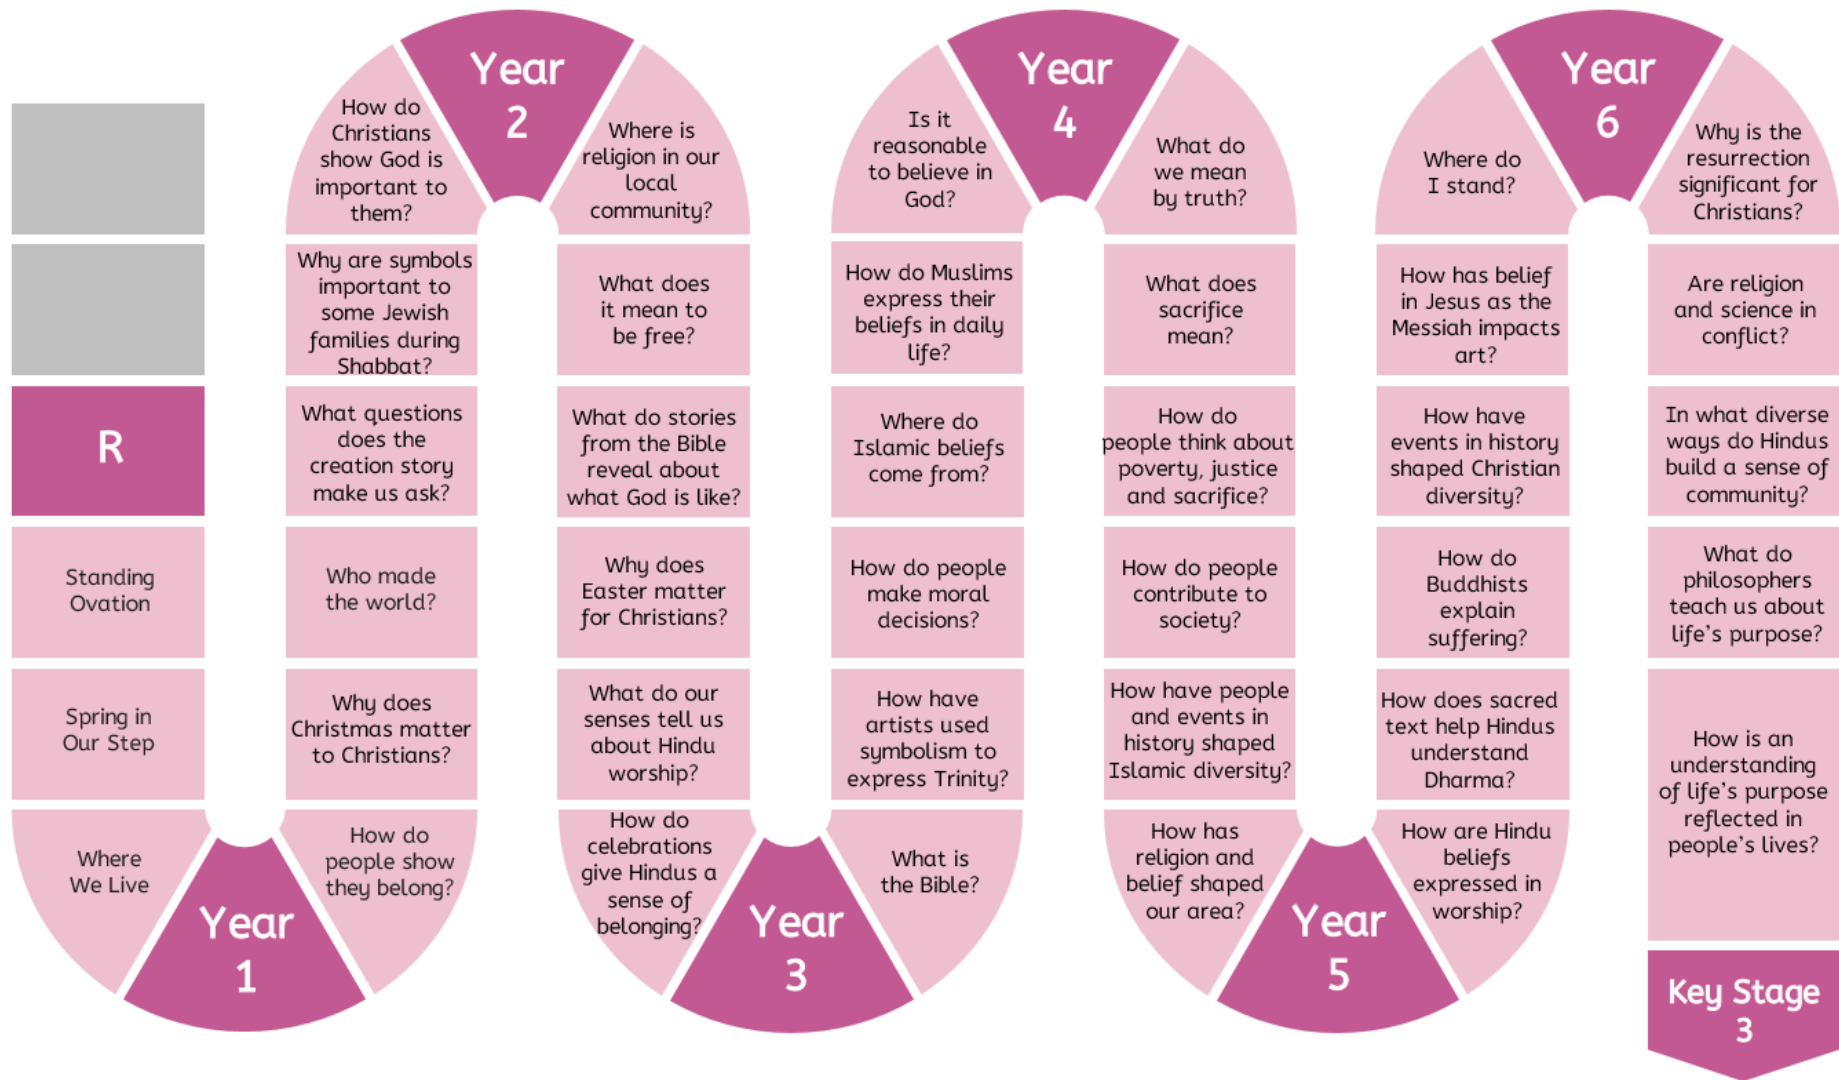 R
Standing
Ovation
Spring in
Our Step
Where
We Live
Year
1
How do
people show
they belong?
Why does
Christmas matter
to Christians?
Who made
the world?
What questions
does the
creation story
make us ask?
Why are symbols
important to
some Jewish
families during
Shabbat?
How do
Christians
show God is
important to
them?
Year
2
Where is
religion in our
local
community?
What does
it mean to
be free?
What do stories
from the Bible
reveal about
what God is like?
Why does
Easter matter
for Christians?
What do our
senses tell us
about Hindu
worship?
How do
celebrations
give Hindus a
sense of
belonging?
Year
3
What is
the Bible?
How have
artists used
symbolism to
express Trinity?
How do people
make moral
decisions?
Where do
Islamic beliefs
come from?
How do Muslims
express their
beliefs in daily
life?
Is it
reasonable
to believe in
God?
Year
4
What do
we mean
by truth?
What does
sacrifice
mean?
How do
people think about
poverty, justice
and sacrifice?
How do people
contribute to
society?
How have people
and events in
history shaped
Islamic diversity?
How has
religion and
belief shaped
our area?
Year
5
How are Hindu
beliefs
expressed in
worship?
How does sacred
text help Hindus
understand
Dharma?
How do
Buddhists
explain
suffering?
How have
events in history
shaped Christian
diversity?
How has belief
in Jesus as the
Messiah impacts
art?
Where do
I stand?
Year
6
Why is the
resurrection
significant for
Christians?
Are religion
and science in
conflict?
In what diverse
ways do Hindus
build a sense of
community?
What do
philosophers
teach us about
life's purpose?
How is an
understanding
of life's purpose
reflected in
people's lives?
Key Stage
3